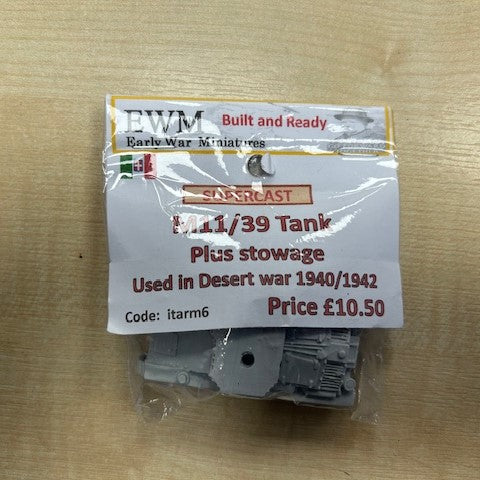 EWM
Built and Ready
Early War Miniatures
SUPERCAST
M11/39 Tank
Plus stowage
Used in Desert war 1940/1942
Code: itarm6
Price £10.50